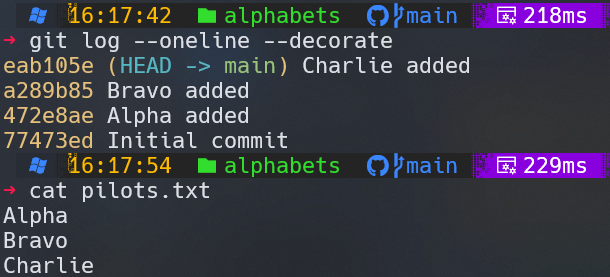 16:17:42 alphabets main 218ms
→ git log --oneline --decorate
eab105e (HEAD -> main) Charlie added
a289b85 Bravo added
472e8ae Alpha added
77473ed Initial commit
16:17:54 alphabets main 229ms
→ cat pilots.txt
Alpha
Bravo
Charlie